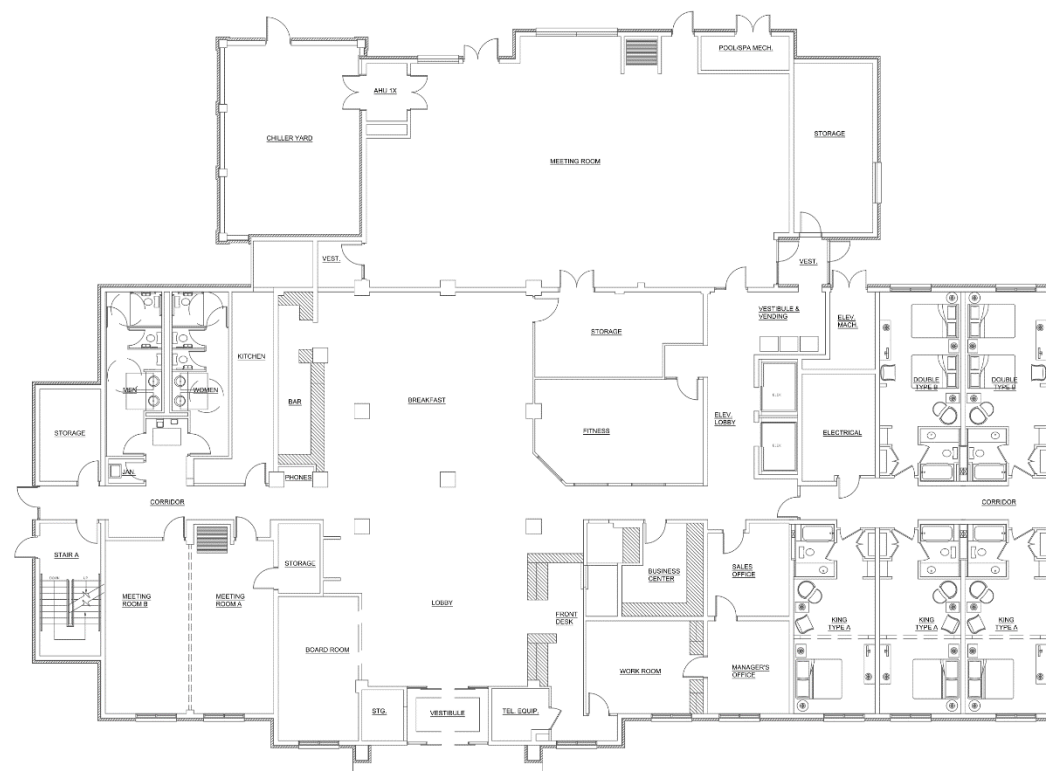 POOL/SPA MECH.
AHU 1X
CHILLER YARD
STORAGE
MEETING ROOM
VEST.
VEST.
VESTIBULE &
VENDING
ELEV.
MACH.
STORAGE
KITCHEN
MEN
WOMEN
BAR
BREAKFAST
DOUBLE
TYPE B
DOUBLE
TYPE B
ELEV.
LOBBY
FITNESS
STORAGE
ELECTRICAL
JAN.
PHONES
CORRIDOR
CORRIDOR
STAIR A
DOWN
UP
STORAGE
BUSINESS
CENTER
SALES
OFFICE
MEETING
ROOM B
MEETING
ROOM A
LOBBY
FRONT
DESK
KING
TYPE A
KING
TYPE A
KING
TYPE A
BOARD ROOM
WORK ROOM
MANAGER'S
OFFICE
STG.
VESTIBULE
TEL. EQUIP.